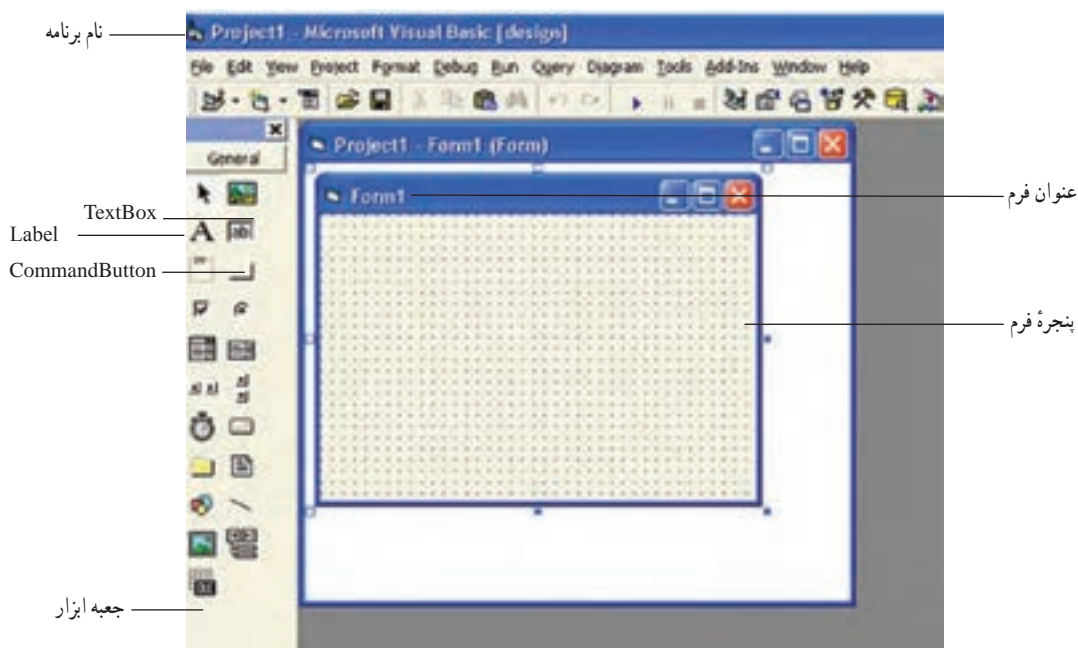 نام برنامه
Project1 - Microsoft Visual Basic [design]
File Edit View Project Format Debug Run Query Diagram Tools Add-Ins Window Help
General
Project1 - Form1 (Form)
Form1
عنوان فرم
TextBox
Label
CommandButton
پنجرهٔ فرم
جعبه ابزار